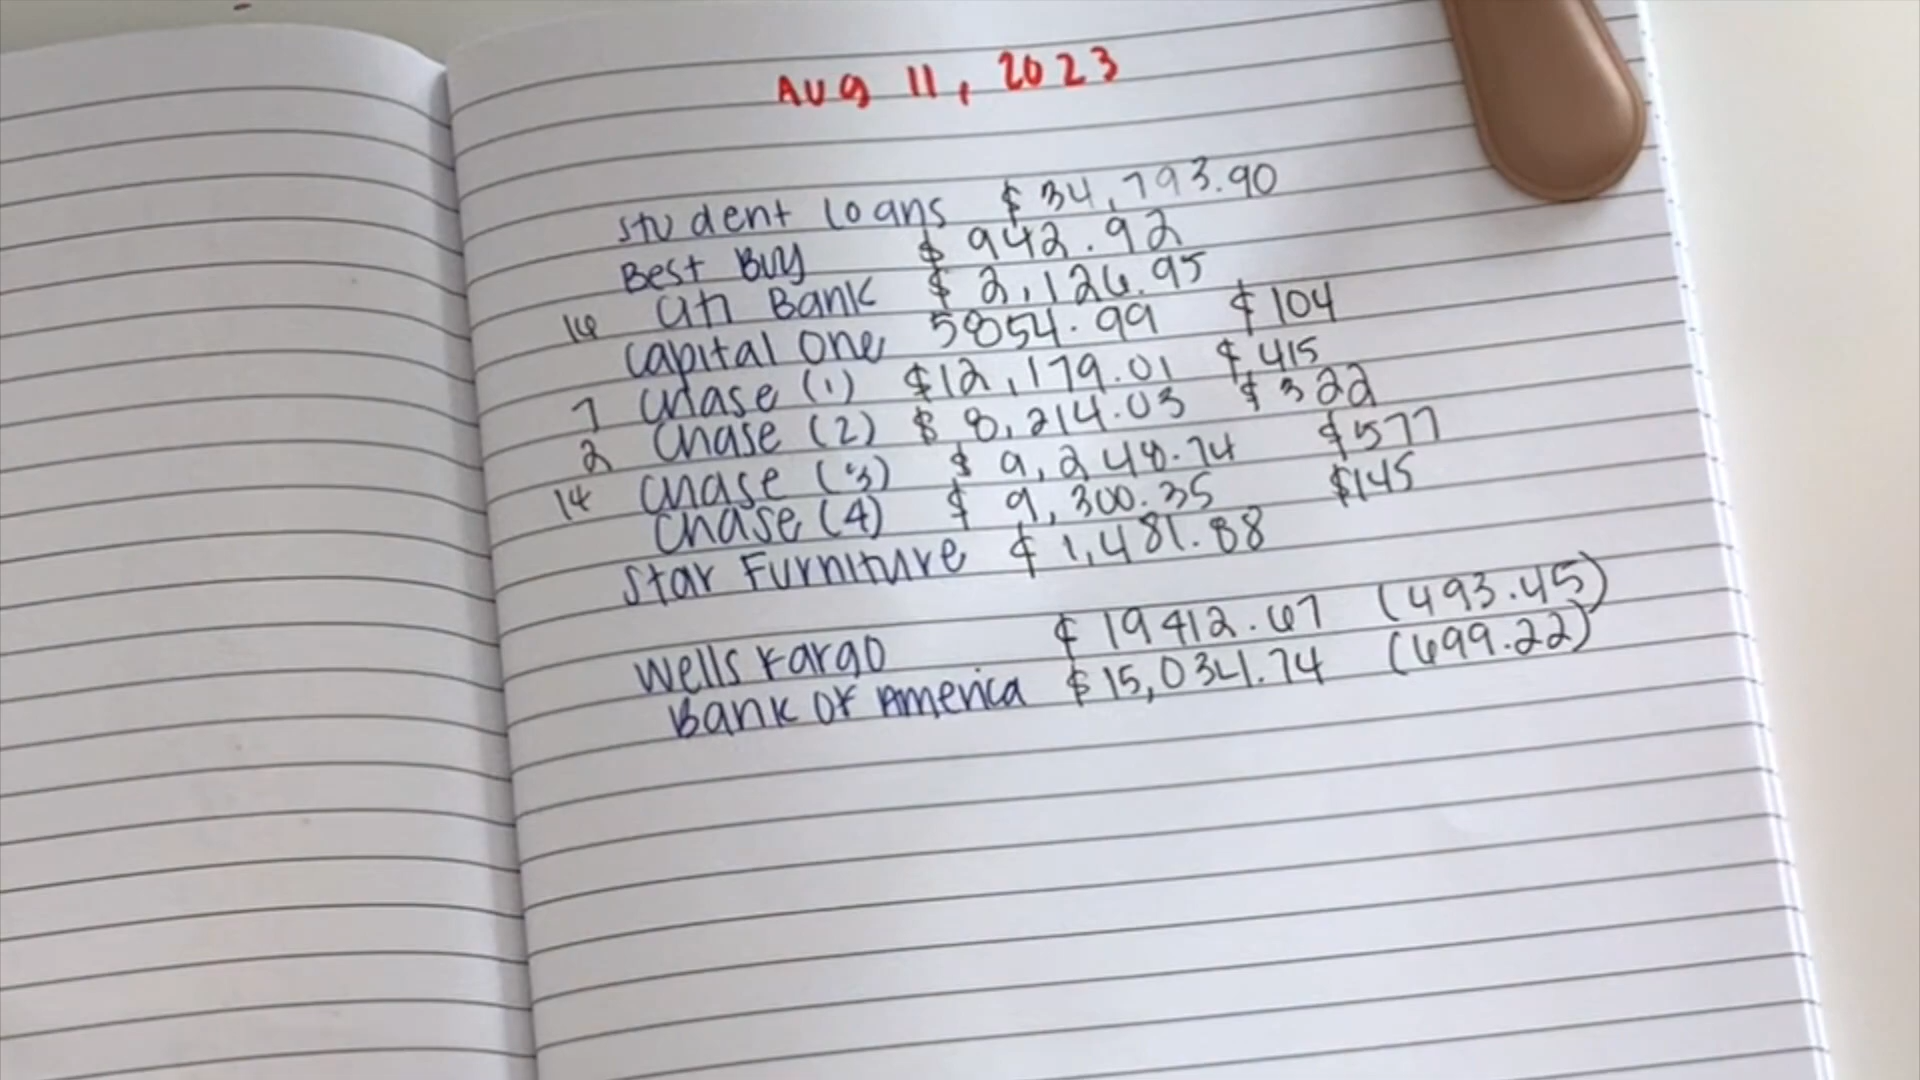 Aug 11, 2023
student loans $ 34,793.90
Best Buy $ 942.92
Citi Bank $ 2,126.95
16 Capital One 5854.99 $ 104
Chase (1) $12,179.01 $ 415
7 Chase (2) $ 8,214.03 $ 322
2 Chase (3) $ 9,248.74 $577
14 Chase (4) $ 9,300.35 $145
Star Furniture $ 1,481.88
Wells Fargo $ 19412.67 (493.45)
Bank of America $ 15,034.74 (699.22)